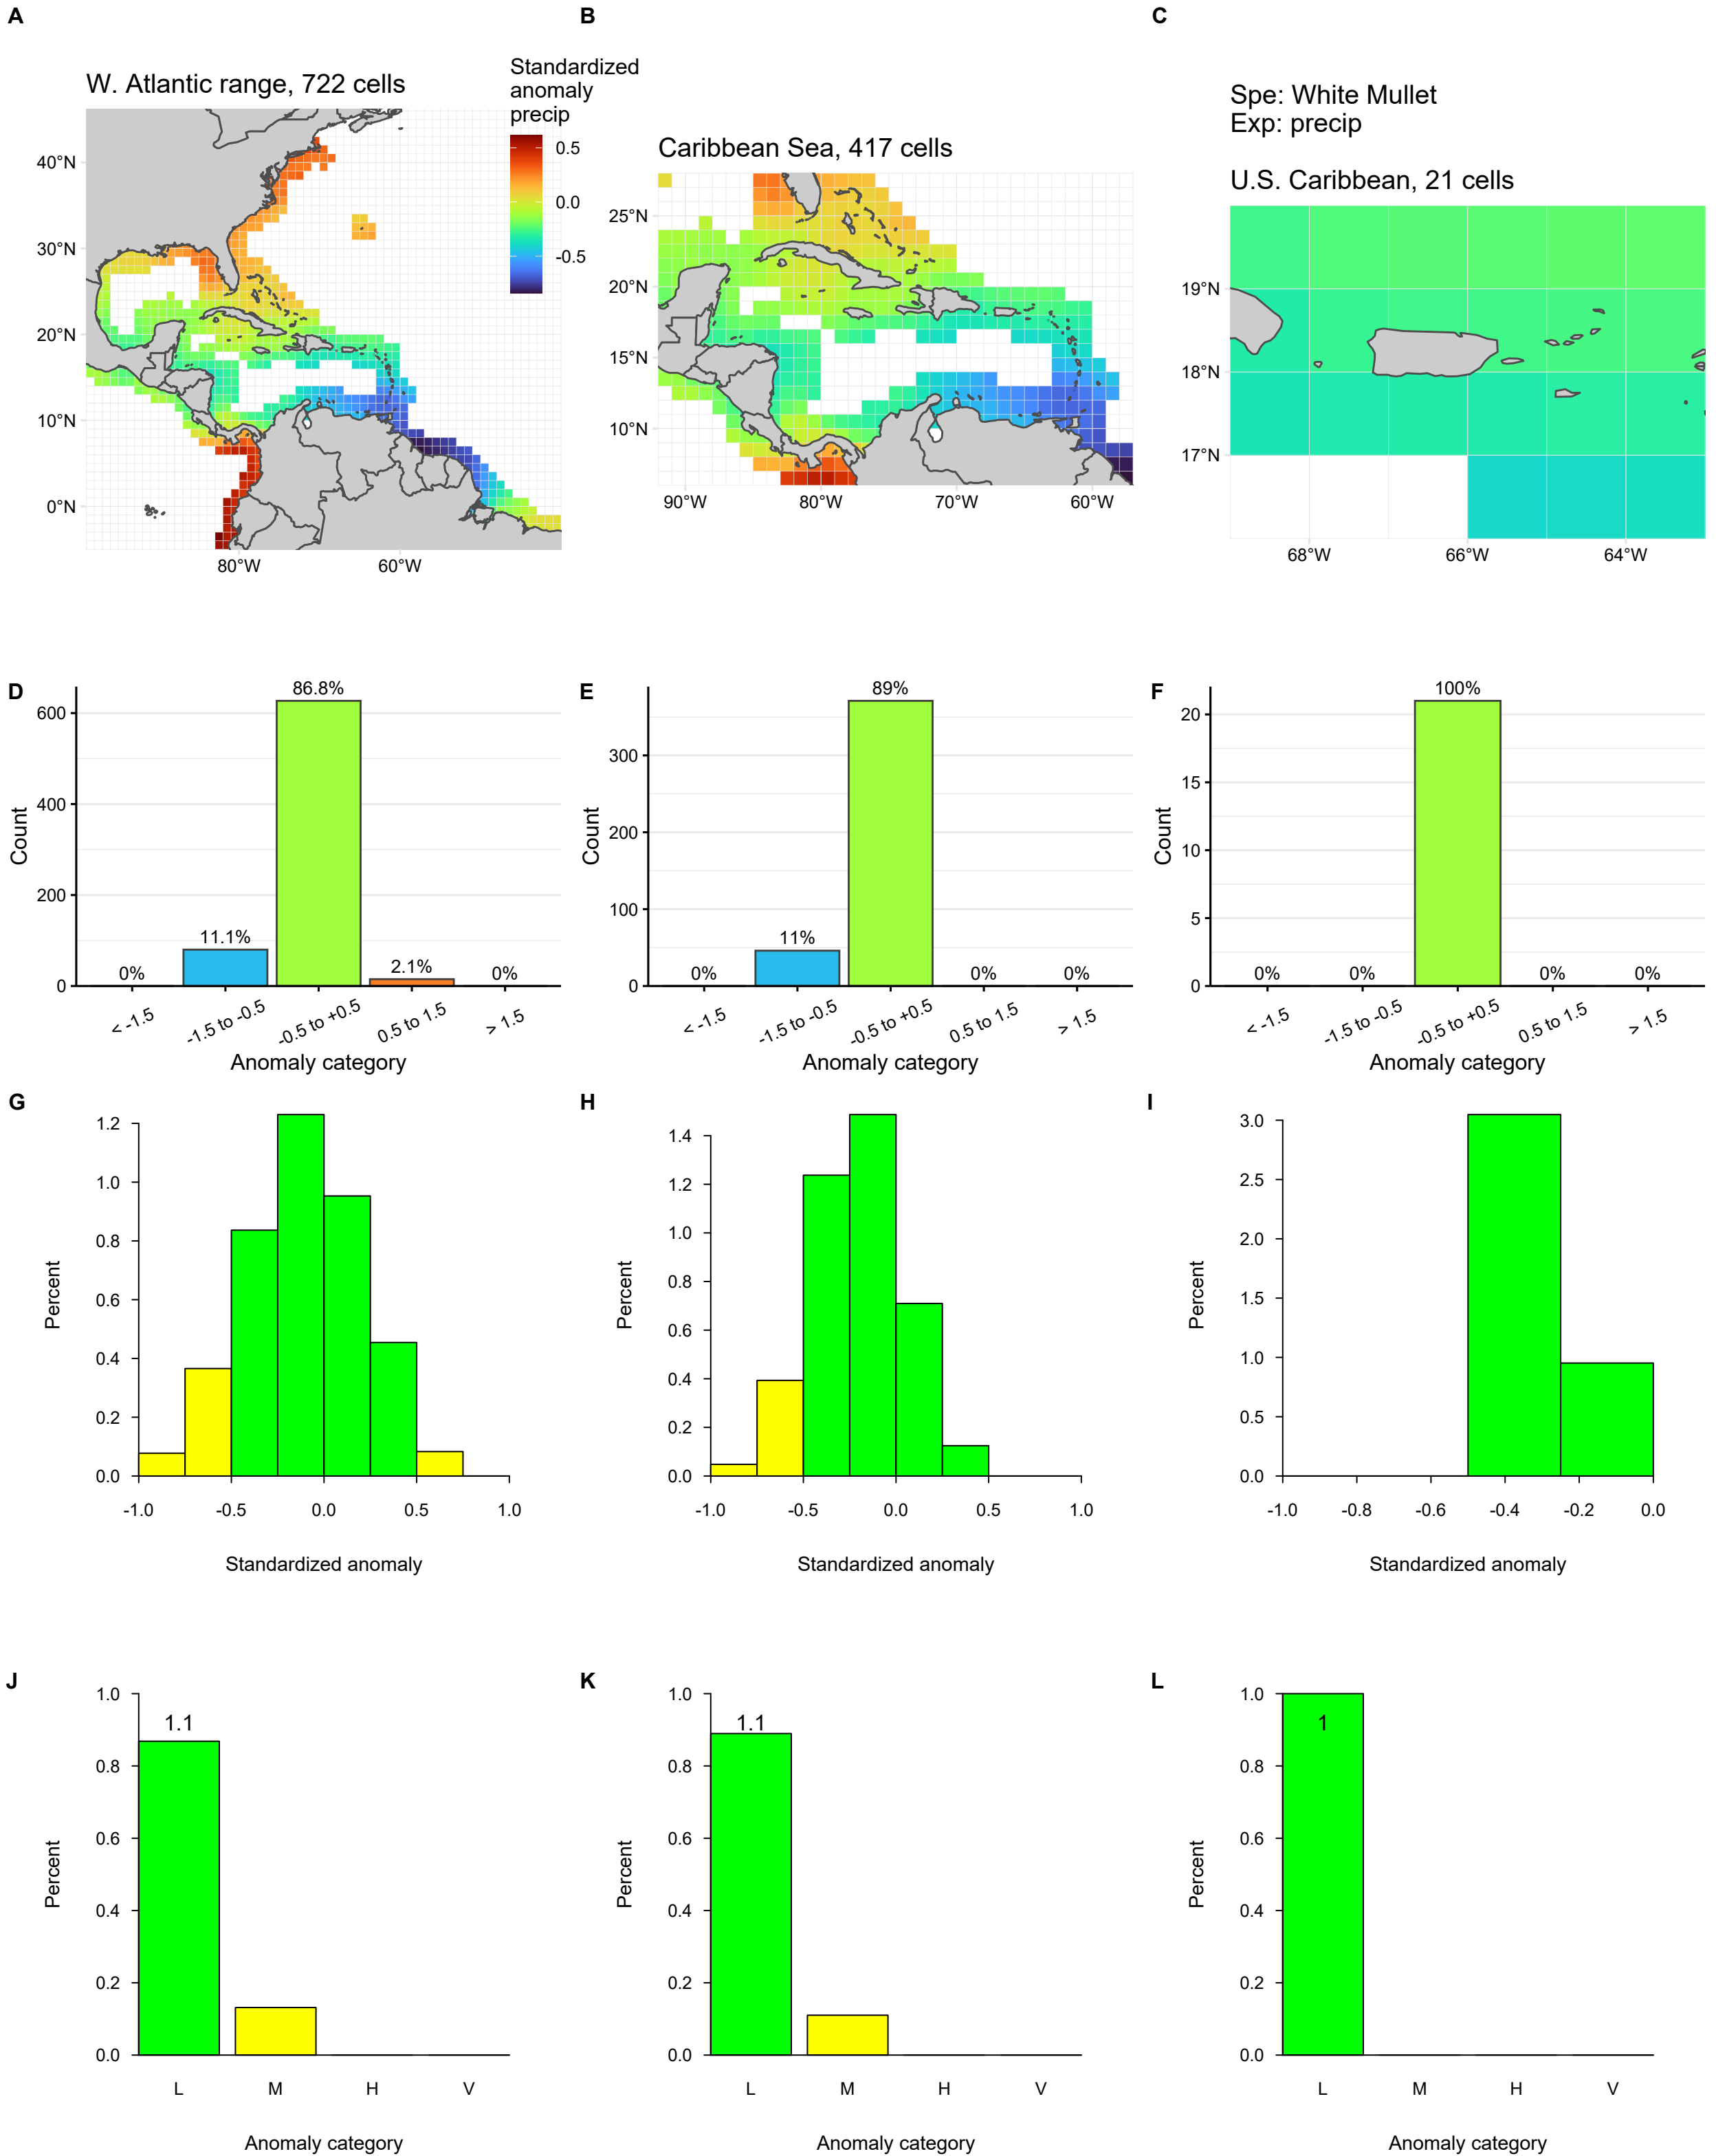 A
B
C
W. Atlantic range, 722 cells
Standardized
anomaly
precip
0.5
0.0
-0.5
40°N
30°N
20°N
10°N
0°N
80°W
60°W
Caribbean Sea, 417 cells
25°N
20°N
15°N
10°N
90°W
80°W
70°W
60°W
Spe: White Mullet
Exp: precip
U.S. Caribbean, 21 cells
19°N
18°N
17°N
68°W
66°W
64°W
D
Count
600
400
200
0
0%
11.1%
86.8%
2.1%
0%
< -1.5
-1.5 to -0.5
-0.5 to +0.5
0.5 to 1.5
> 1.5
Anomaly category
E
Count
300
200
100
0
0%
11%
89%
0%
0%
< -1.5
-1.5 to -0.5
-0.5 to +0.5
0.5 to 1.5
> 1.5
Anomaly category
F
Count
20
15
10
5
0
0%
0%
100%
0%
0%
< -1.5
-1.5 to -0.5
-0.5 to +0.5
0.5 to 1.5
> 1.5
Anomaly category
G
Percent
1.2
1.0
0.8
0.6
0.4
0.2
0.0
-1.0
-0.5
0.0
0.5
1.0
Standardized anomaly
H
Percent
1.4
1.2
1.0
0.8
0.6
0.4
0.2
0.0
-1.0
-0.5
0.0
0.5
1.0
Standardized anomaly
I
Percent
3.0
2.5
2.0
1.5
1.0
0.5
0.0
-1.0
-0.8
-0.6
-0.4
-0.2
0.0
Standardized anomaly
J
Percent
1.0
0.8
0.6
0.4
0.2
0.0
1.1
L
M
H
V
Anomaly category
K
Percent
1.0
0.8
0.6
0.4
0.2
0.0
1.1
L
M
H
V
Anomaly category
L
Percent
1.0
0.8
0.6
0.4
0.2
0.0
1
L
M
H
V
Anomaly category